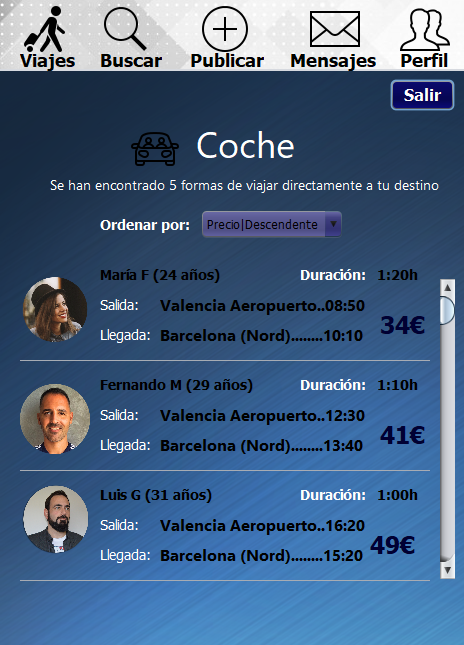 Viajes Buscar Publicar Mensajes Perfil
Salir
Coche
Se han encontrado 5 formas de viajar directamente a tu destino
Ordenar por: Precio|Descendente
María F (24 años) Duración: 1:20h
Salida: Valencia Aeropuerto..08:50
34€
Llegada: Barcelona (Nord)........10:10
Fernando M (29 años) Duración: 1:10h
Salida: Valencia Aeropuerto..12:30
41€
Llegada: Barcelona (Nord)........13:40
Luis G (31 años) Duración: 1:00h
Salida: Valencia Aeropuerto..16:20
49€
Llegada: Barcelona (Nord)........15:20